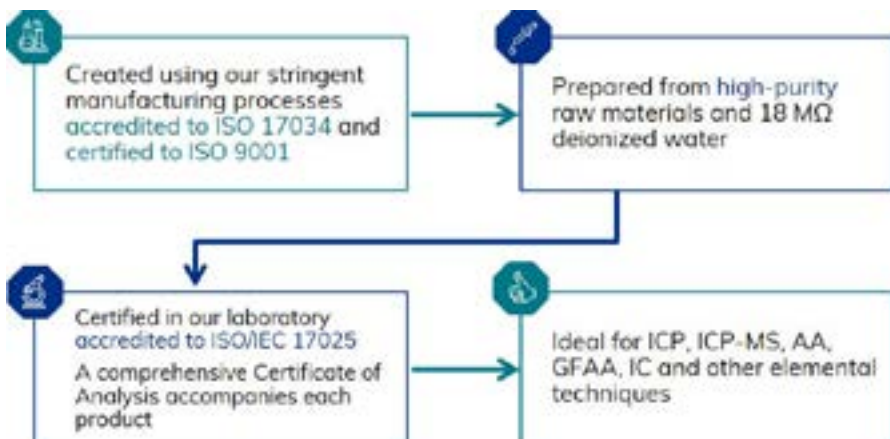 Created using our stringent
manufacturing processes
accredited to ISO 17034 and
certified to ISO 9001
Prepared from high-purity
raw materials and 18 MΩ
deionized water
Certified in our laboratory
accredited to ISO/IEC 17025
A comprehensive Certificate of
Analysis accompanies each
product
Ideal for ICP, ICP-MS, AA,
GFAA, IC and other elemental
techniques